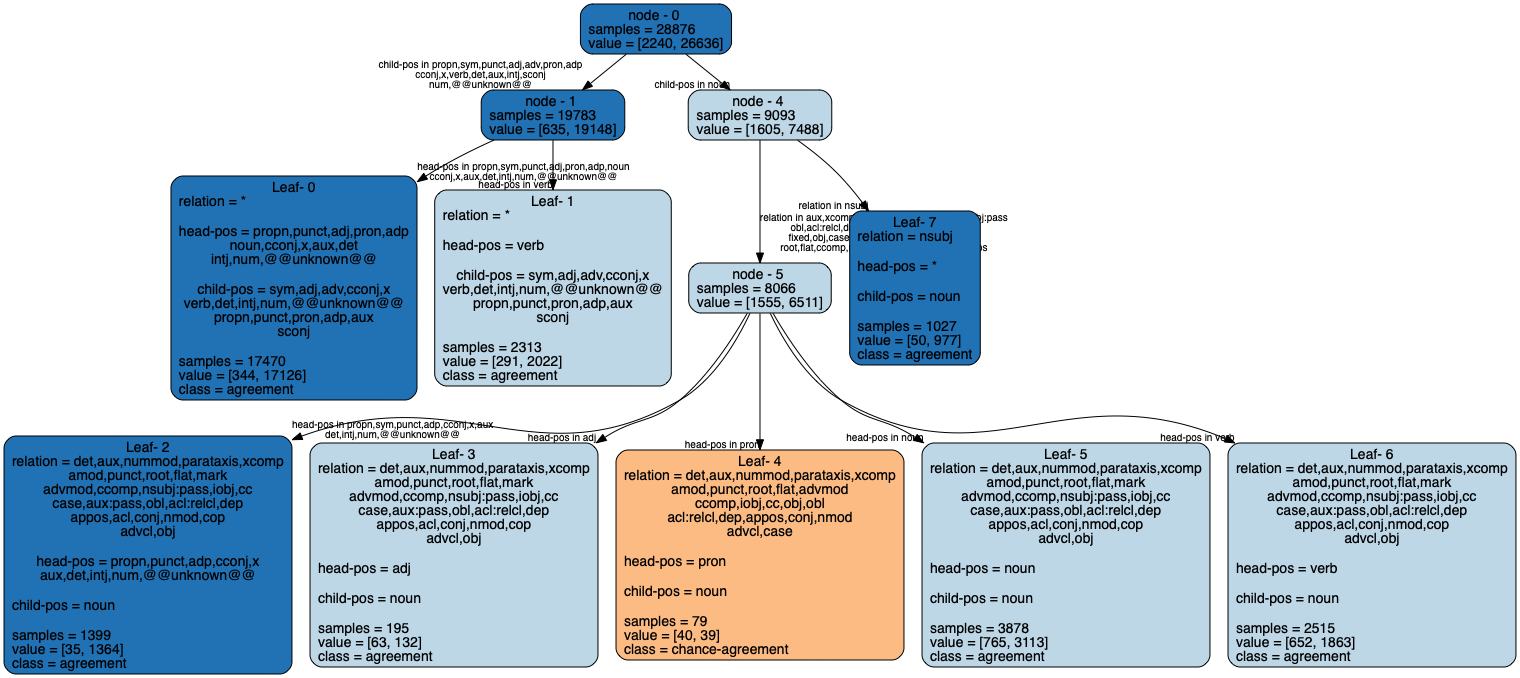 node - 0
samples = 28876
value = [2240, 26636]
child-pos in propn,sym,punct,adj,adv,pron,adp
cconj,x,verb,det,aux,intj,sconj
num,@@unknown@@
child-pos in noun
node - 1
samples = 19783
value = [635, 19148]
node - 4
samples = 9093
value = [1605, 7488]
head-pos in propn,sym,punct,adj,pron,adp,noun
cconj,x,aux,det,intj,num,@@unknown@@
head-pos in verb
Leaf- 0
relation = *
head-pos = propn,punct,adj,pron,adp
noun,cconj,x,aux,det
intj,num,@@unknown@@
child-pos = sym,adj,adv,cconj,x
verb,det,intj,num,@@unknown@@
propn,punct,pron,adp,aux
sconj
samples = 17470
value = [344, 17126]
class = agreement
Leaf- 1
relation = *
head-pos = verb
child-pos = sym,adj,adv,cconj,x
verb,det,intj,num,@@unknown@@
propn,punct,pron,adp,aux
sconj
samples = 2313
value = [291, 2022]
class = agreement
relation in nsubj
relation in aux,xcomp
obl,acl:relcl
fixed,obj,case
root,flat,ccomp,
Leaf- 7
relation = nsubj
head-pos = *
child-pos = noun
samples = 1027
value = [50, 977]
class = agreement
node - 5
samples = 8066
value = [1555, 6511]
head-pos in propn,sym,punct,adp,cconj,x,aux
det,intj,num,@@unknown@@
head-pos in adj
head-pos in pron
head-pos in noun
head-pos in verb
Leaf- 2
relation = det,aux,nummod,parataxis,xcomp
amod,punct,root,flat,mark
advmod,ccomp,nsubj:pass,iobj,cc
case,aux:pass,obl,acl:relcl,dep
appos,acl,conj,nmod,cop
advcl,obj
head-pos = propn,punct,adp,cconj,x
aux,det,intj,num,@@unknown@@
child-pos = noun
samples = 1399
value = [35, 1364]
class = agreement
Leaf- 3
relation = det,aux,nummod,parataxis,xcomp
amod,punct,root,flat,mark
advmod,ccomp,nsubj:pass,iobj,cc
case,aux:pass,obl,acl:relcl,dep
appos,acl,conj,nmod,cop
advcl,obj
head-pos = adj
child-pos = noun
samples = 195
value = [63, 132]
class = agreement
Leaf- 4
relation = det,aux,nummod,parataxis,xcomp
amod,punct,root,flat,advmod
ccomp,iobj,cc,obj,obl
acl:relcl,dep,appos,conj,nmod
advcl,case
head-pos = pron
child-pos = noun
samples = 79
value = [40, 39]
class = chance-agreement
Leaf- 5
relation = det,aux,nummod,parataxis,xcomp
amod,punct,root,flat,mark
advmod,ccomp,nsubj:pass,iobj,cc
case,aux:pass,obl,acl:relcl,dep
appos,acl,conj,nmod,cop
advcl,obj
head-pos = noun
child-pos = noun
samples = 3878
value = [765, 3113]
class = agreement
Leaf- 6
relation = det,aux,nummod,parataxis,xcomp
amod,punct,root,flat,mark
advmod,ccomp,nsubj:pass,iobj,cc
case,aux:pass,obl,acl:relcl,dep
appos,acl,conj,nmod,cop
advcl,obj
head-pos = verb
child-pos = noun
samples = 2515
value = [652, 1863]
class = agreement